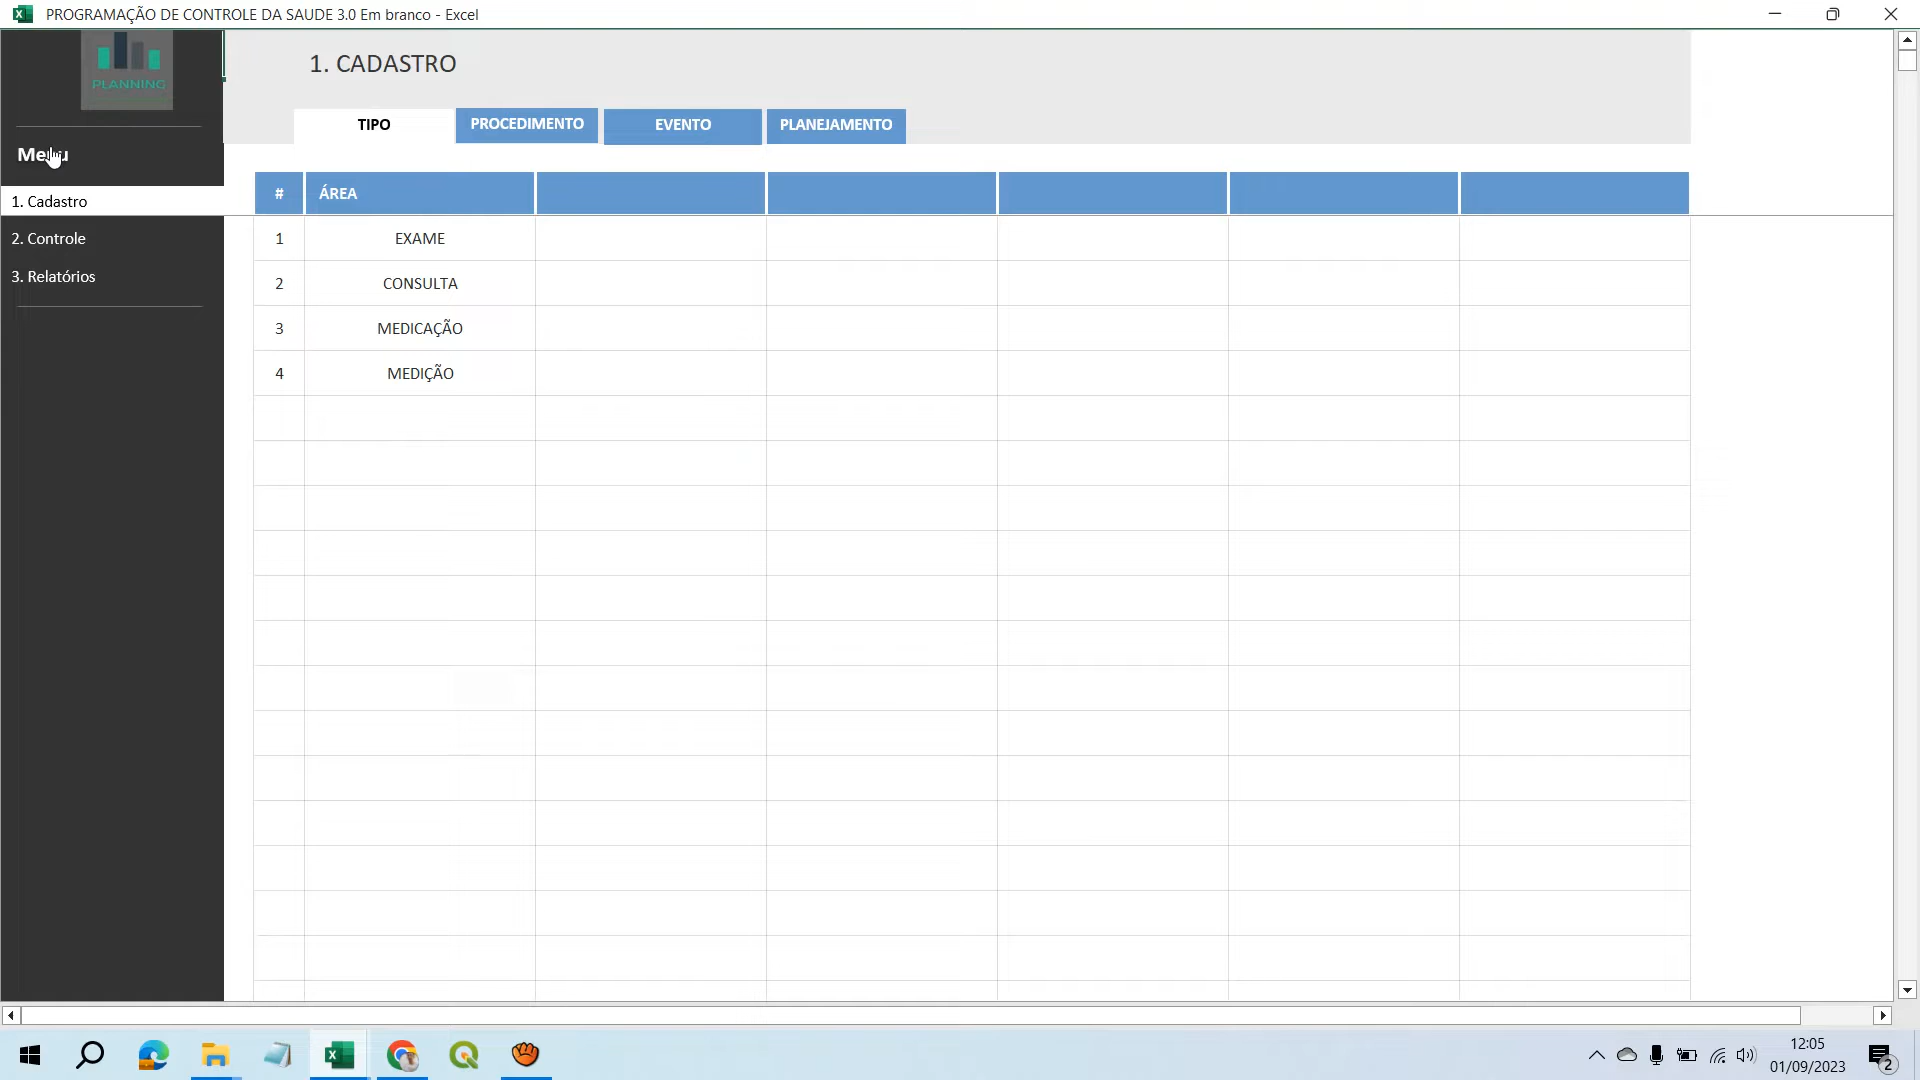 PROGRAMAÇÃO DE CONTROLE DA SAUDE 3.0 Em branco - Excel
PLANNING
1. CADASTRO
TIPO PROCEDIMENTO EVENTO PLANEJAMENTO
Menu
# ÁREA
1. Cadastro
2. Controle
3. Relatórios
1 EXAME
2 CONSULTA
3 MEDICAÇÃO
4 MEDIÇÃO
12:05
01/09/2023
2